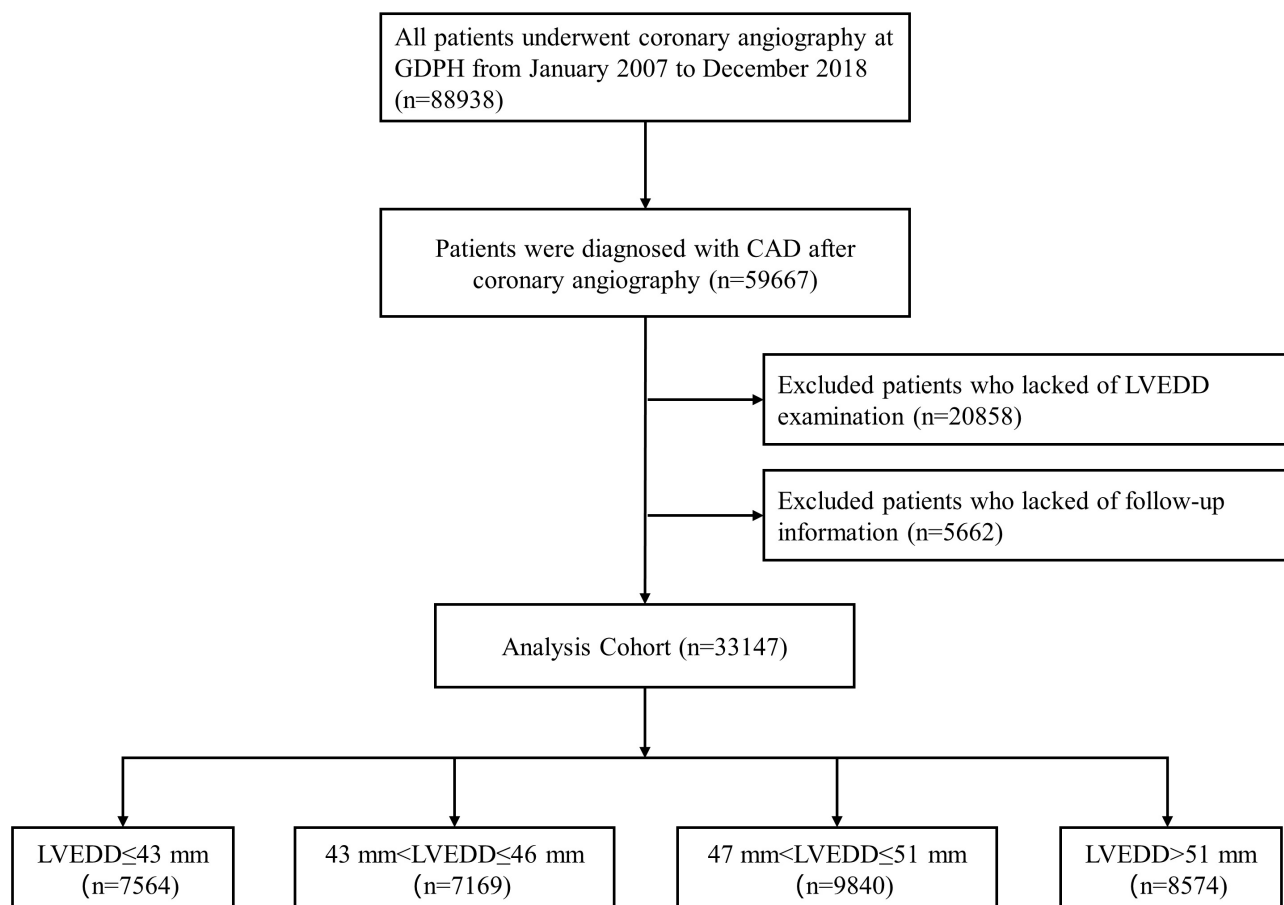 All patients underwent coronary angiography at
GDPH from January 2007 to December 2018
(n=88938)
Patients were diagnosed with CAD after
coronary angiography (n=59667)
Excluded patients who lacked of LVEDD
examination (n=20858)
Excluded patients who lacked of follow-up
information (n=5662)
Analysis Cohort (n=33147)
LVEDD≤43 mm
(n=7564)
43 mm<LVEDD≤46 mm
(n=7169)
47 mm<LVEDD≤51 mm
(n=9840)
LVEDD>51 mm
(n=8574)